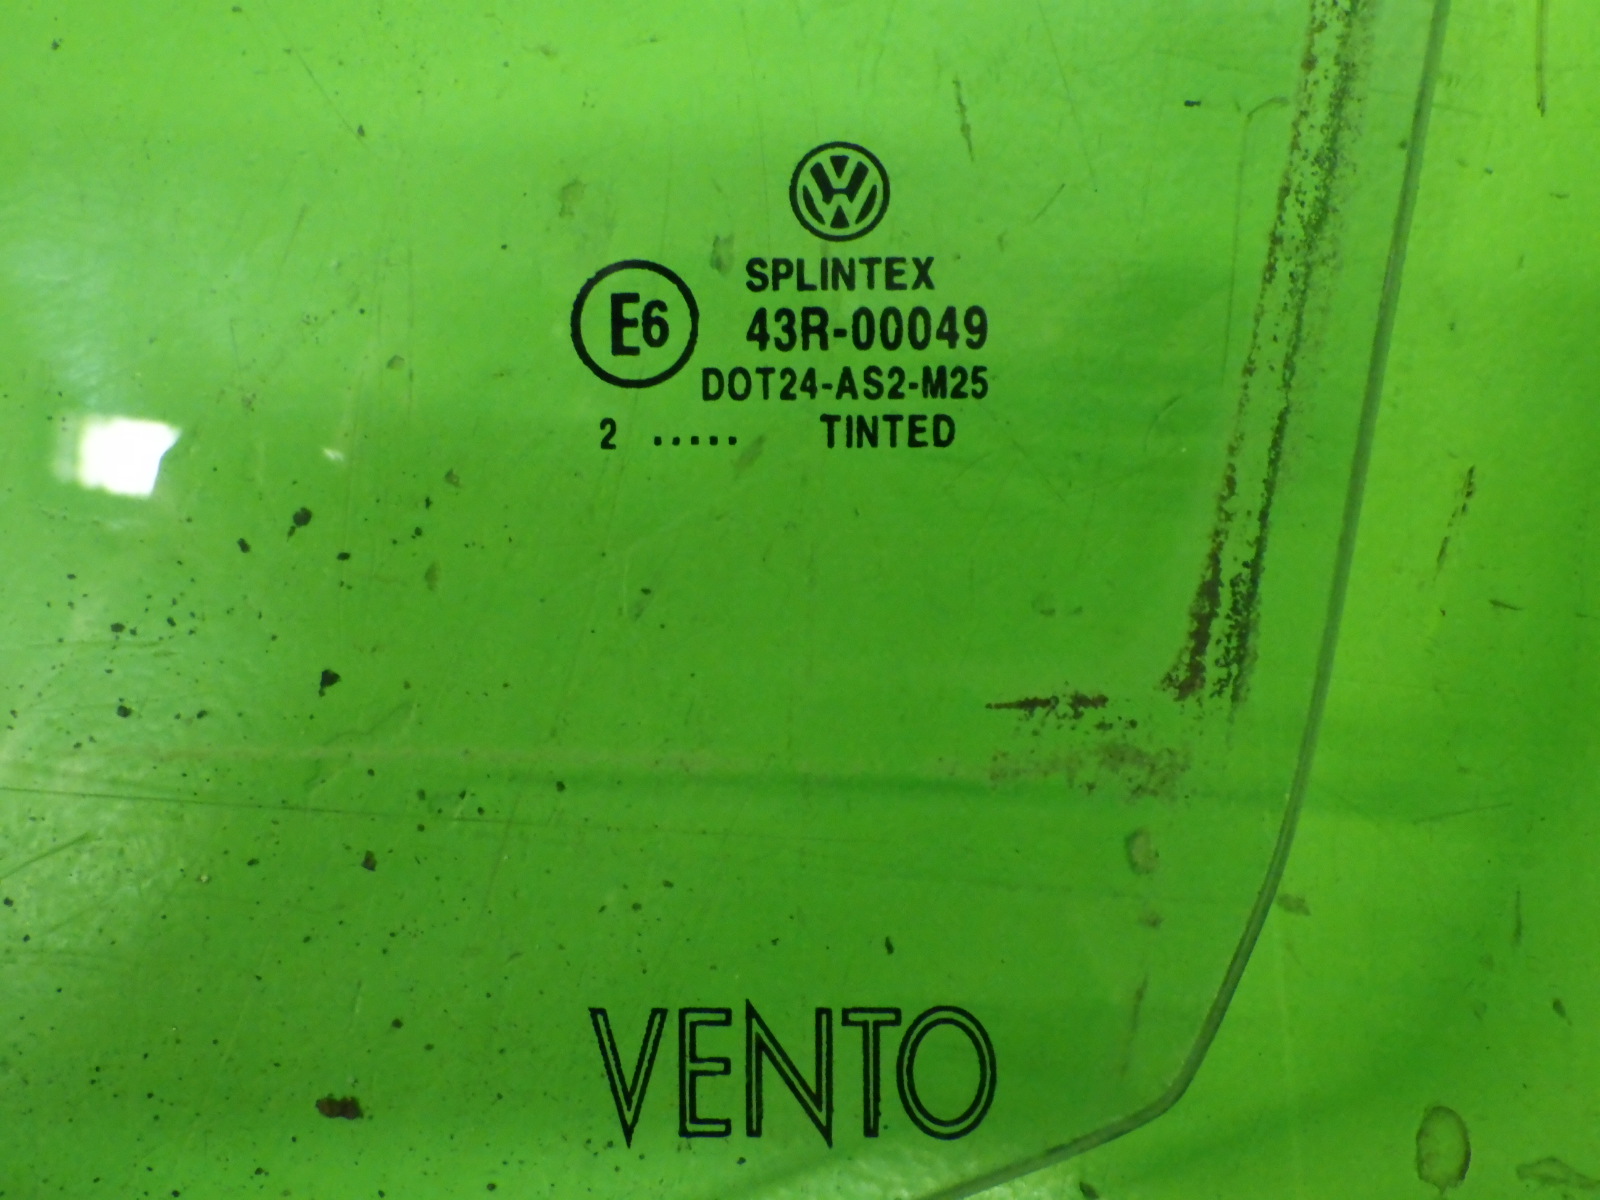 SPLINTEX
E6 43R-00049
DOT24-AS2-M25
2 ..... TINTED
VENTO